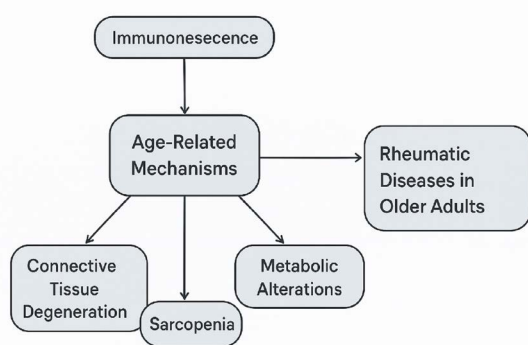 Immunonesecence
Age-Related
Mechanisms
Rheumatic
Diseases in
Older Adults
Connective
Tissue
Degeneration
Sarcopenia
Metabolic
Alterations